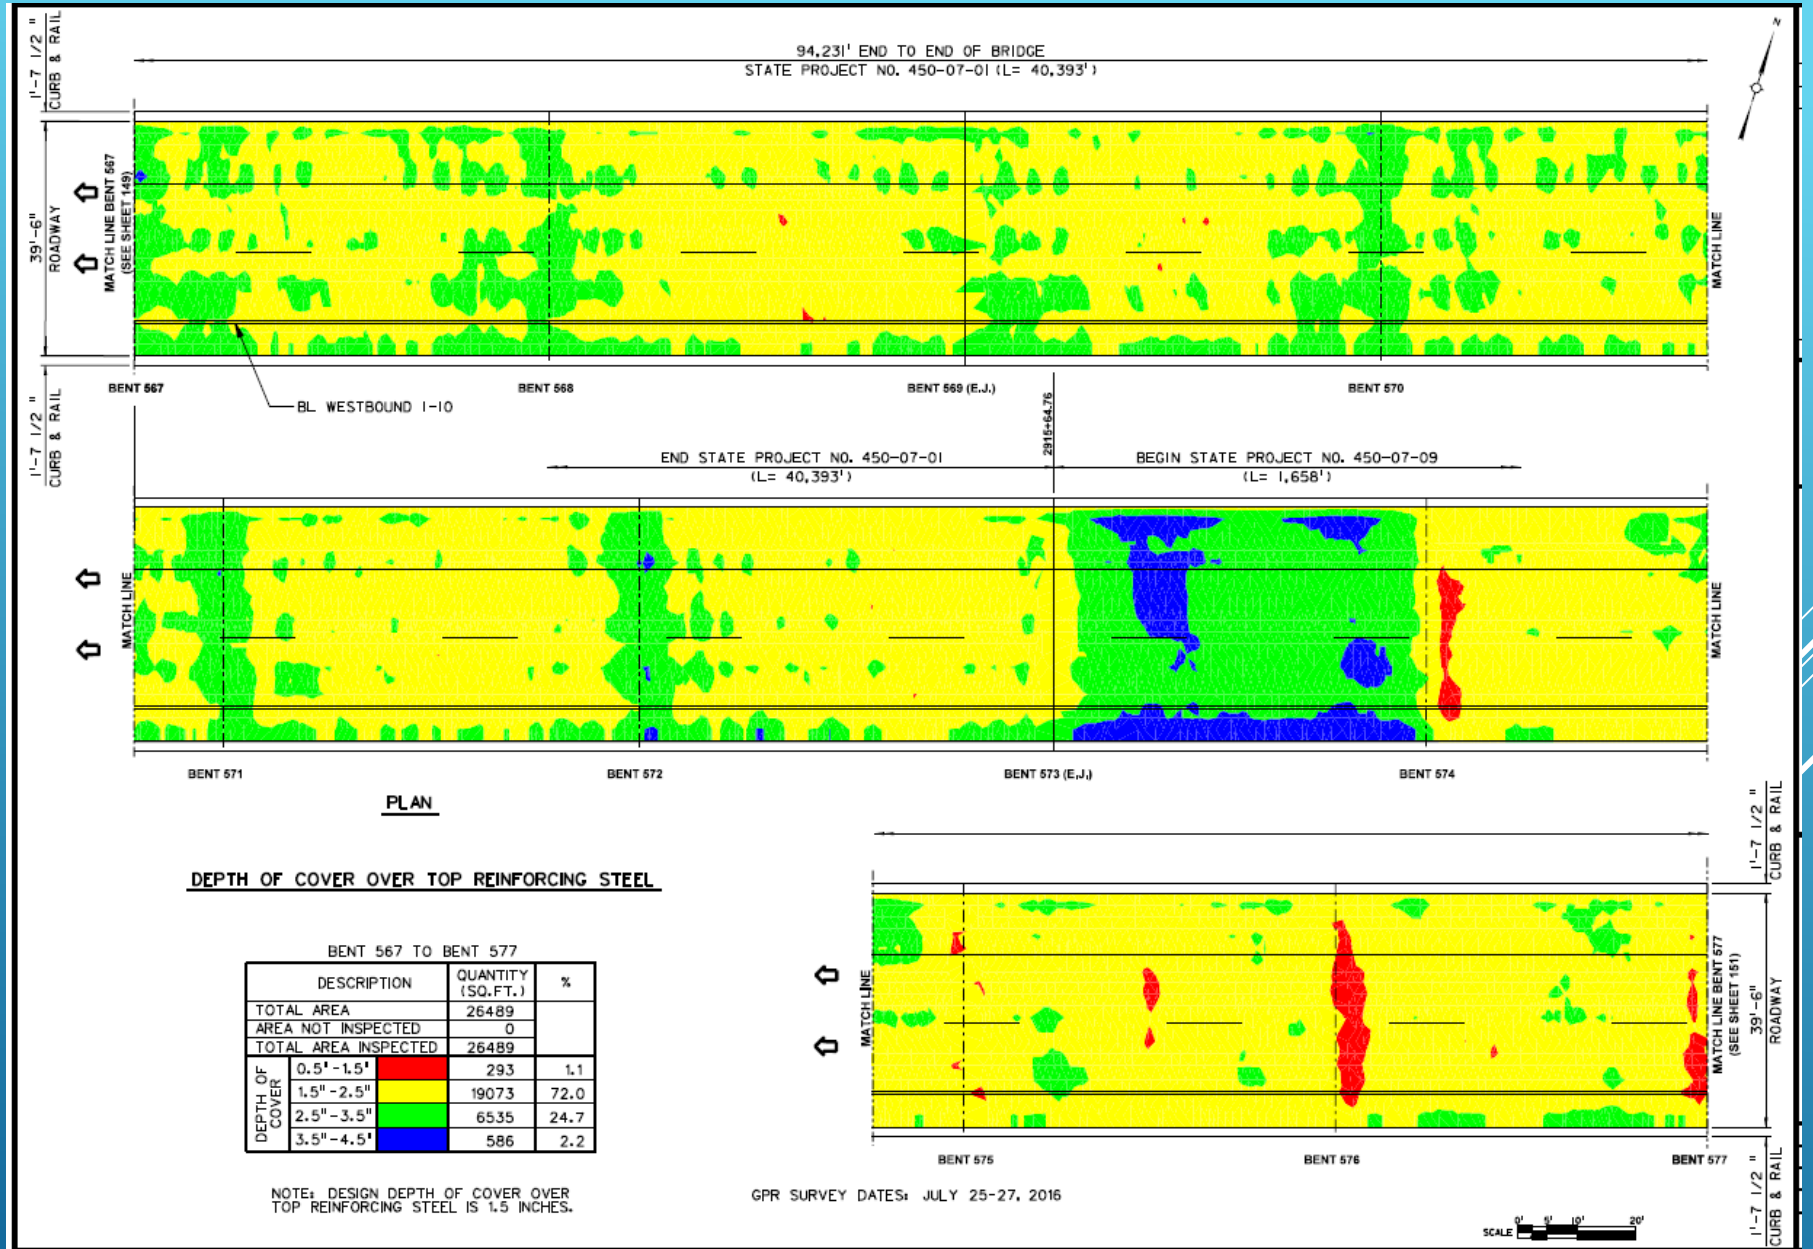 94,231' END TO END OF BRIDGE
STATE PROJECT NO. 450-07-01 (L= 40,393')
N
1'-7 1/2 "
CURB & RAIL
39'-6"
ROADWAY
MATCH LINE BENT 567
(SEE SHEET 149)
MATCH LINE
BENT 567
BENT 568
BENT 569 (E.J.)
BENT 570
BL WESTBOUND I-10
1'-7 1/2 "
CURB & RAIL
2915+64.76
END STATE PROJECT NO. 450-07-01
(L= 40,393')
BEGIN STATE PROJECT NO. 450-07-09
(L= 1,658')
MATCH LINE
MATCH LINE
BENT 571
BENT 572
BENT 573 (E.J.)
BENT 574
PLAN
DEPTH OF COVER OVER TOP REINFORCING STEEL
BENT 567 TO BENT 577
DESCRIPTION QUANTITY (SQ.FT.) %
TOTAL AREA 26489
AREA NOT INSPECTED 0
TOTAL AREA INSPECTED 26489
DEPTH OF COVER
0.5"-1.5" 293 1.1
1.5"-2.5" 19073 72.0
2.5"-3.5" 6535 24.7
3.5"-4.5" 586 2.2
NOTE: DESIGN DEPTH OF COVER OVER
TOP REINFORCING STEEL IS 1.5 INCHES.
1'-7 1/2 "
CURB & RAIL
MATCH LINE
MATCH LINE BENT 577
(SEE SHEET 151)
39'-6"
ROADWAY
BENT 575
BENT 576
BENT 577
1'-7 1/2 "
CURB & RAIL
GPR SURVEY DATES: JULY 25-27, 2016
SCALE 0' 5' 10' 20'